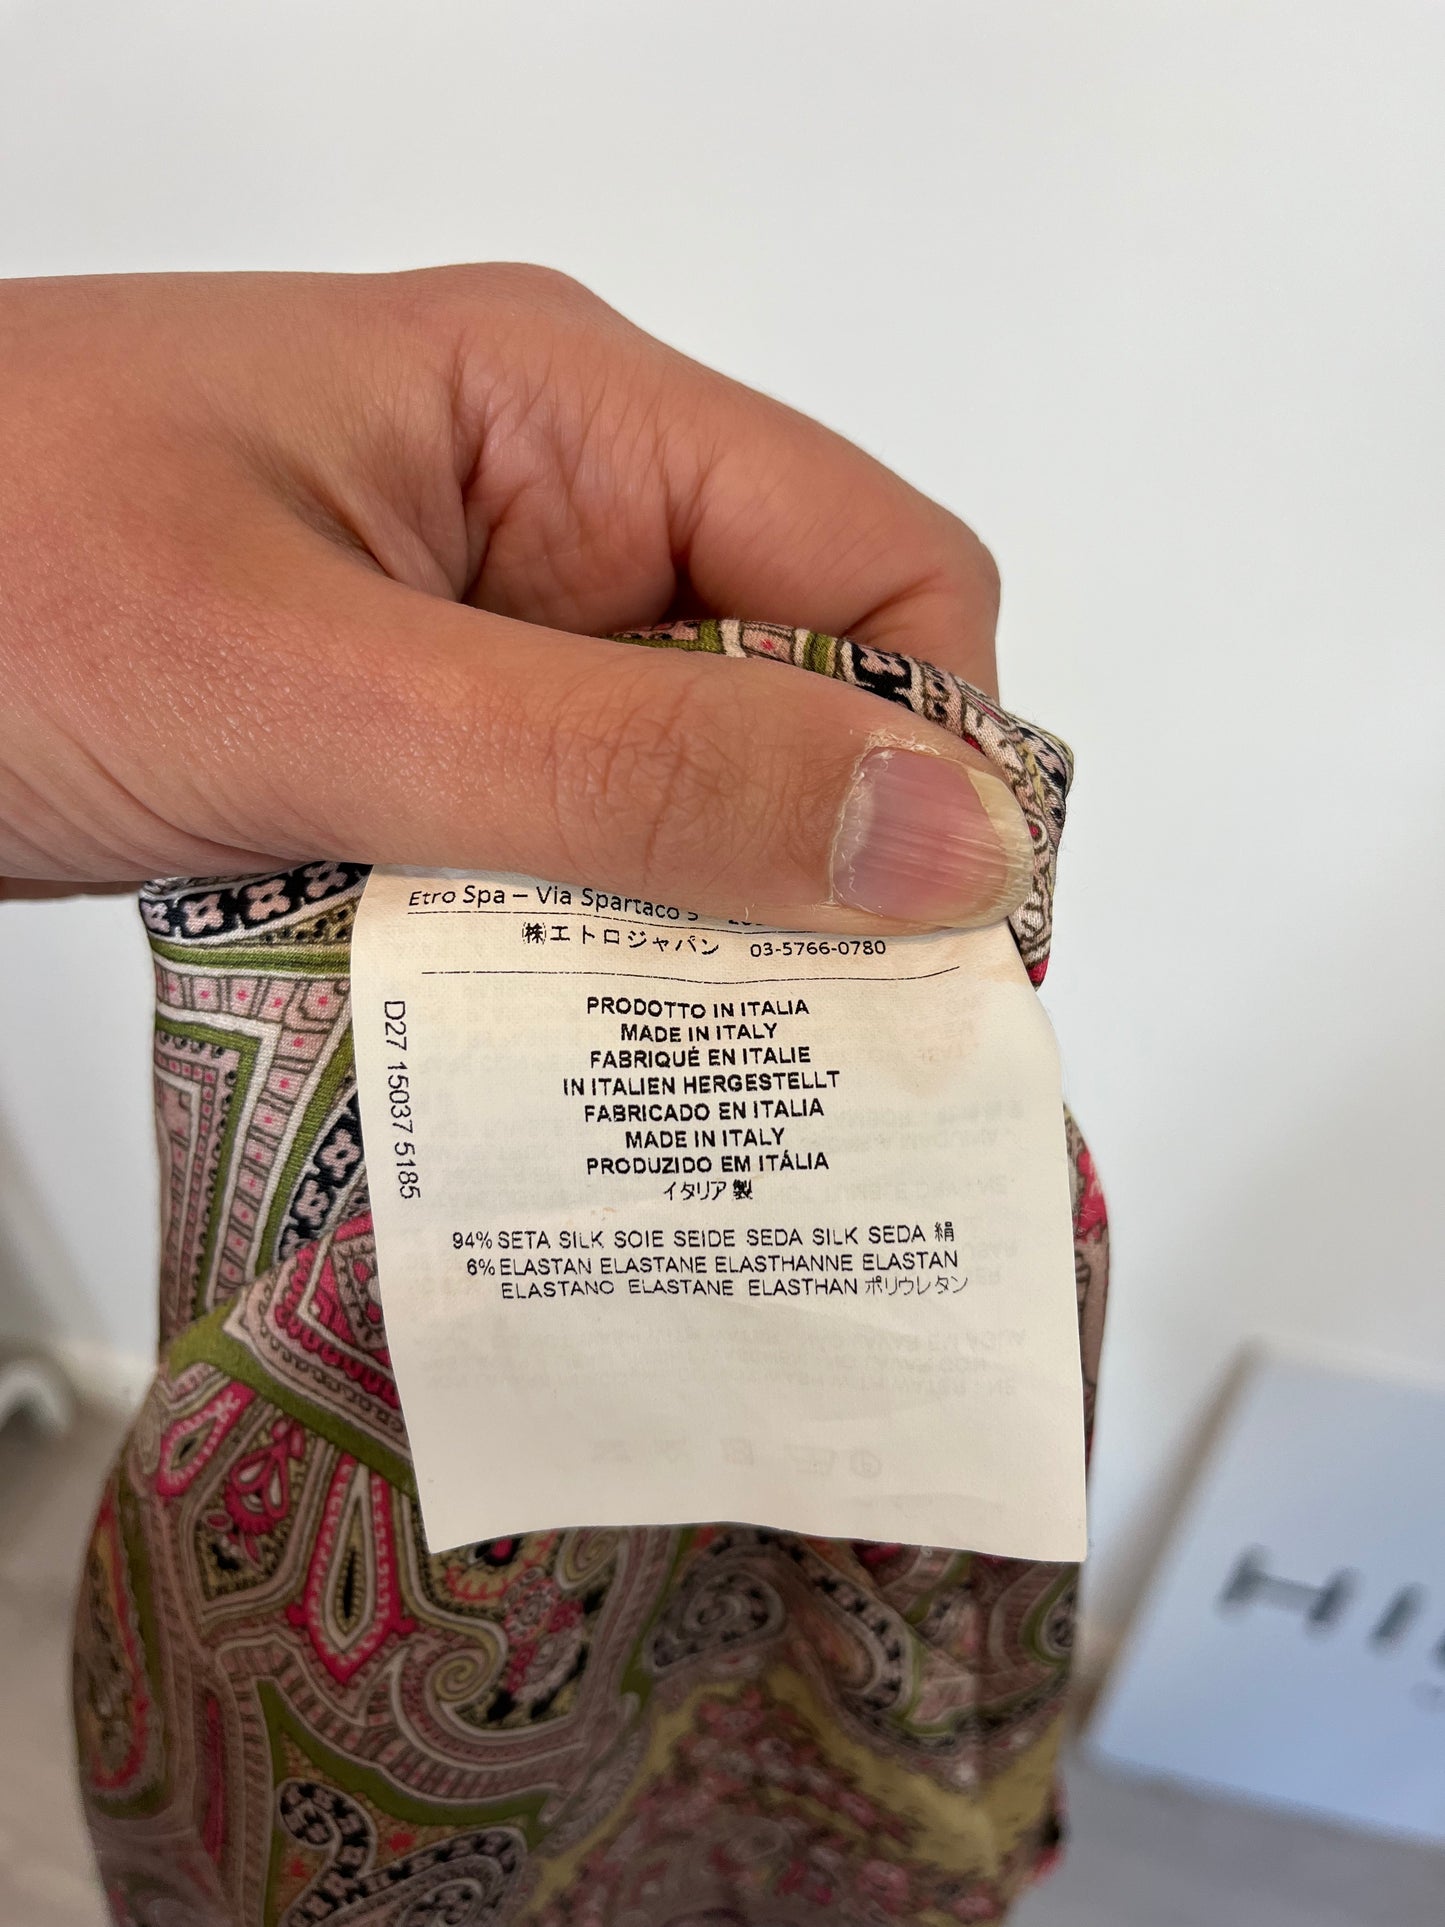 Etro Spa – Via Spartaco
㈱エトロジャパン 03-5766-0780
PRODOTTO IN ITALIA
MADE IN ITALY
FABRIQUÉ EN ITALIE
IN ITALIEN HERGESTELLT
FABRICADO EN ITALIA
MADE IN ITALY
PRODUZIDO EM ITÁLIA
イタリア製
94% SETA SILK SOIE SEIDE SEDA SILK SEDA 絹
6% ELASTAN ELASTANE ELASTHANNE ELASTAN
ELASTANO ELASTANE ELASTHAN ポリウレタン
D27 15037 5185